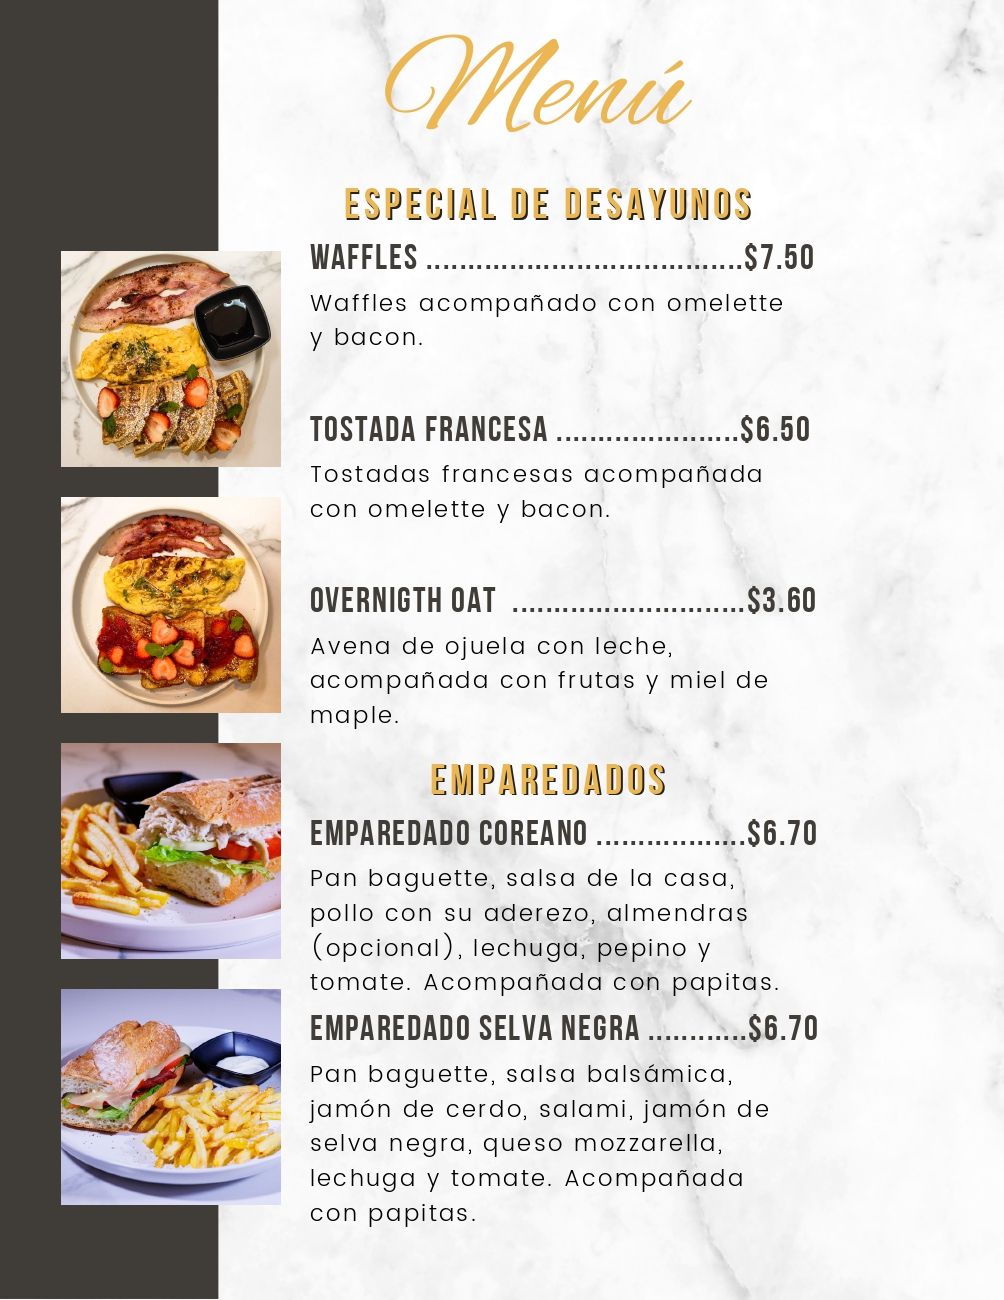 Menú
ESPECIAL DE DESAYUNOS
WAFFLES ......................................$7.50
Waffles acompañado con omelette
y bacon.
TOSTADA FRANCESA ......................$6.50
Tostadas francesas acompañada
con omelette y bacon.
OVERNIGTH OAT ............................$3.60
Avena de ojuela con leche,
acompañada con frutas y miel de
maple.
EMPAREDADOS
EMPAREDADO COREANO ..................$6.70
Pan baguette, salsa de la casa,
pollo con su aderezo, almendras
(opcional), lechuga, pepino y
tomate. Acompañada con papitas.
EMPAREDADO SELVA NEGRA ............$6.70
Pan baguette, salsa balsámica,
jamón de cerdo, salami, jamón de
selva negra, queso mozzarella,
lechuga y tomate. Acompañada
con papitas.